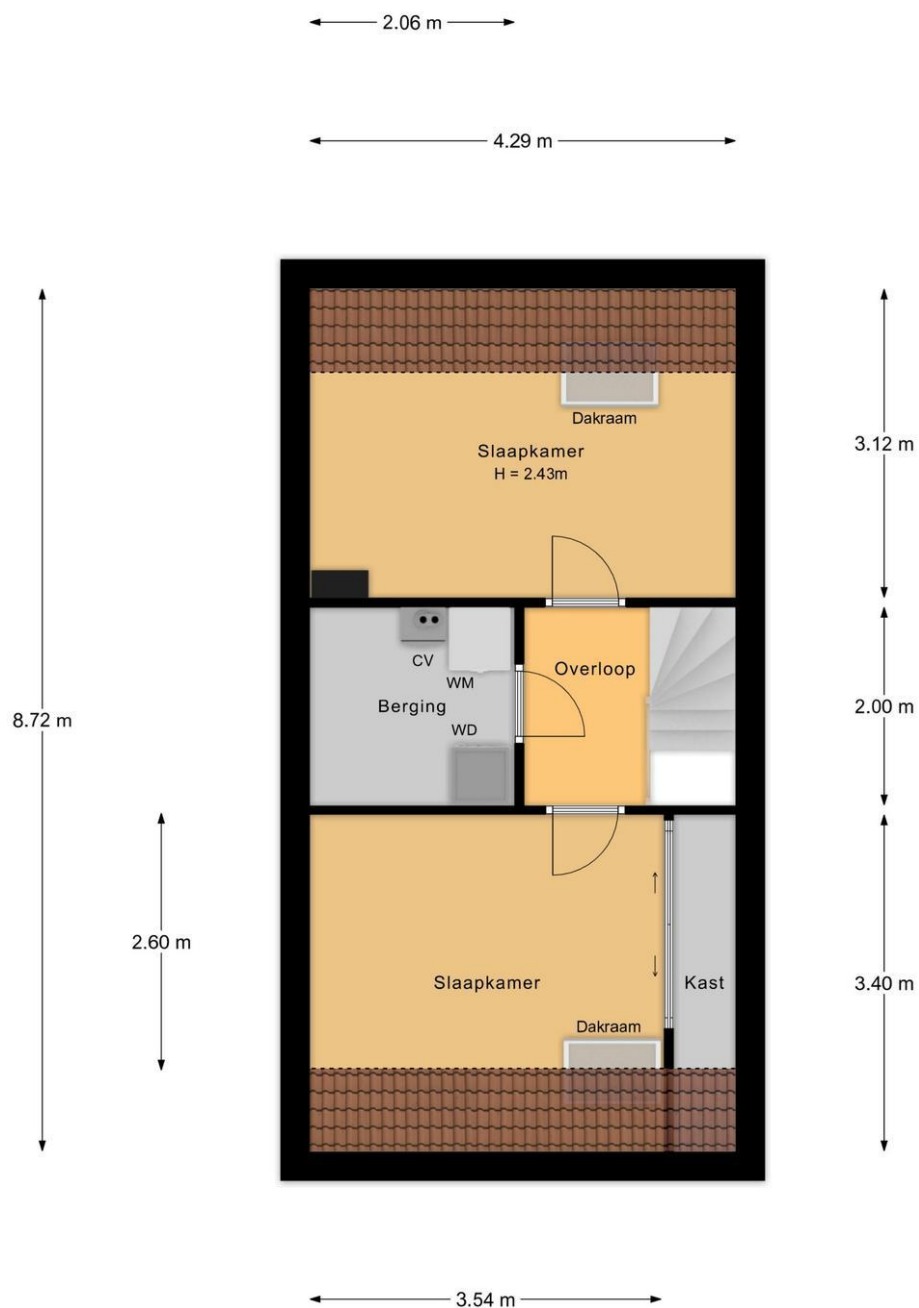 2.06 m
4.29 m
Dakraam
Slaapkamer
H = 2.43m
3.12 m
CV
Overloop
WM
Berging
2.00 m
8.72 m
WD
2.60 m
Slaapkamer
Kast
3.40 m
Dakraam
3.54 m